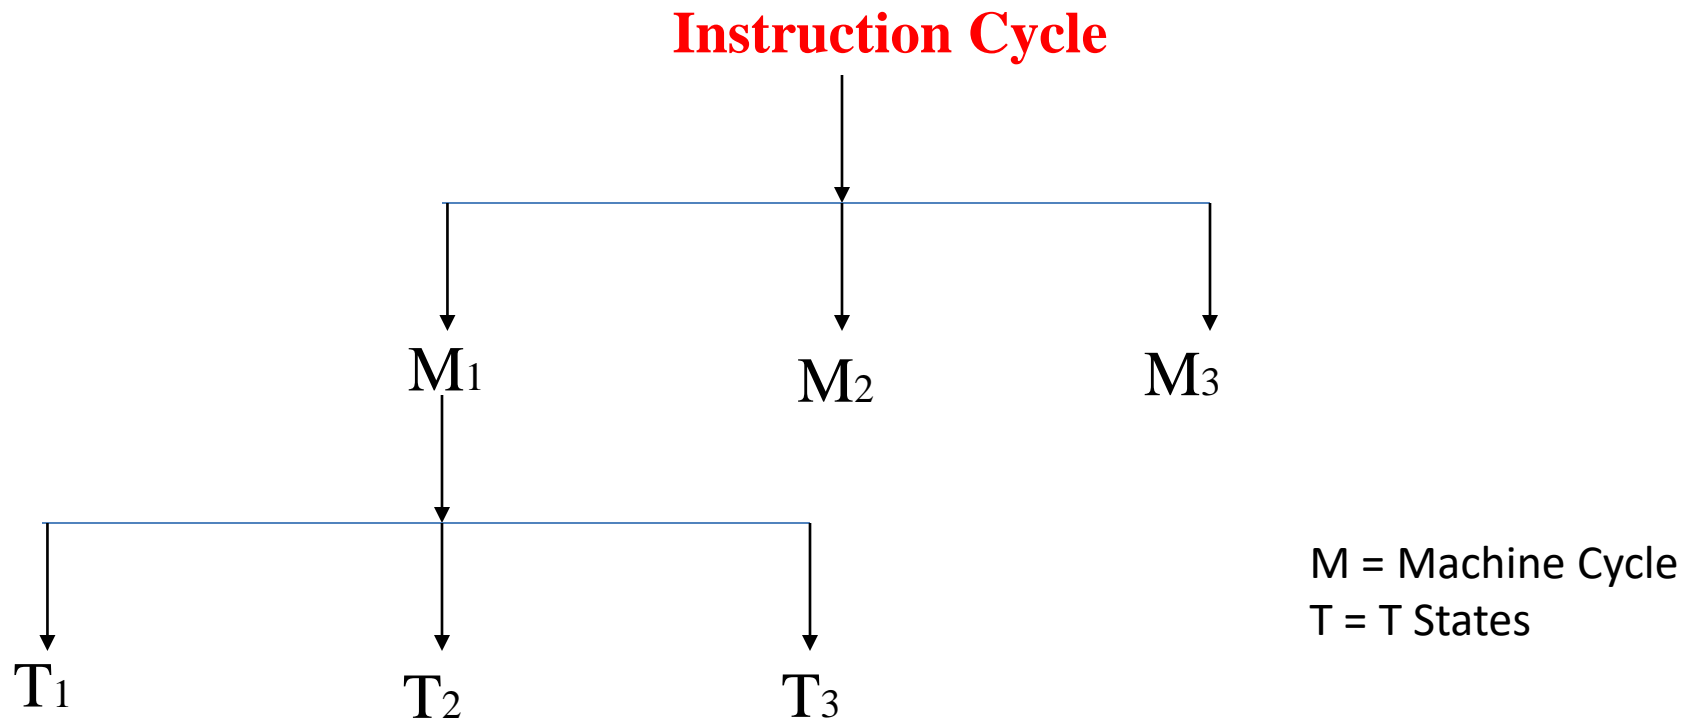 Instruction Cycle
M1 M2 M3
M = Machine Cycle
T = T States
T1 T2 T3